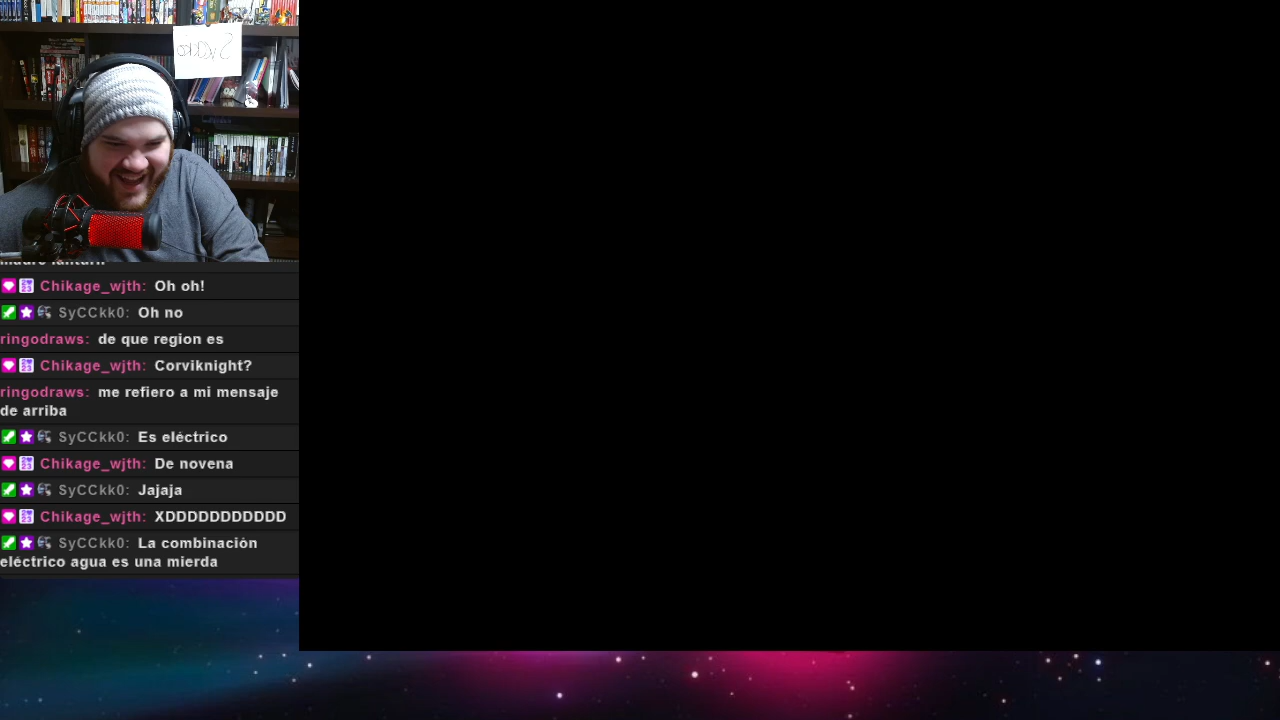 Chikage_wjth: Oh oh!
SyCCkk0: Oh no
ringodraws: de que region es
Chikage_wjth: Corviknight?
ringodraws: me refiero a mi mensaje
de arriba
SyCCkk0: Es eléctrico
Chikage_wjth: De novena
SyCCkk0: Jajaja
Chikage_wjth: XDDDDDDDDDDD
SyCCkk0: La combinación
eléctrico agua es una mierda